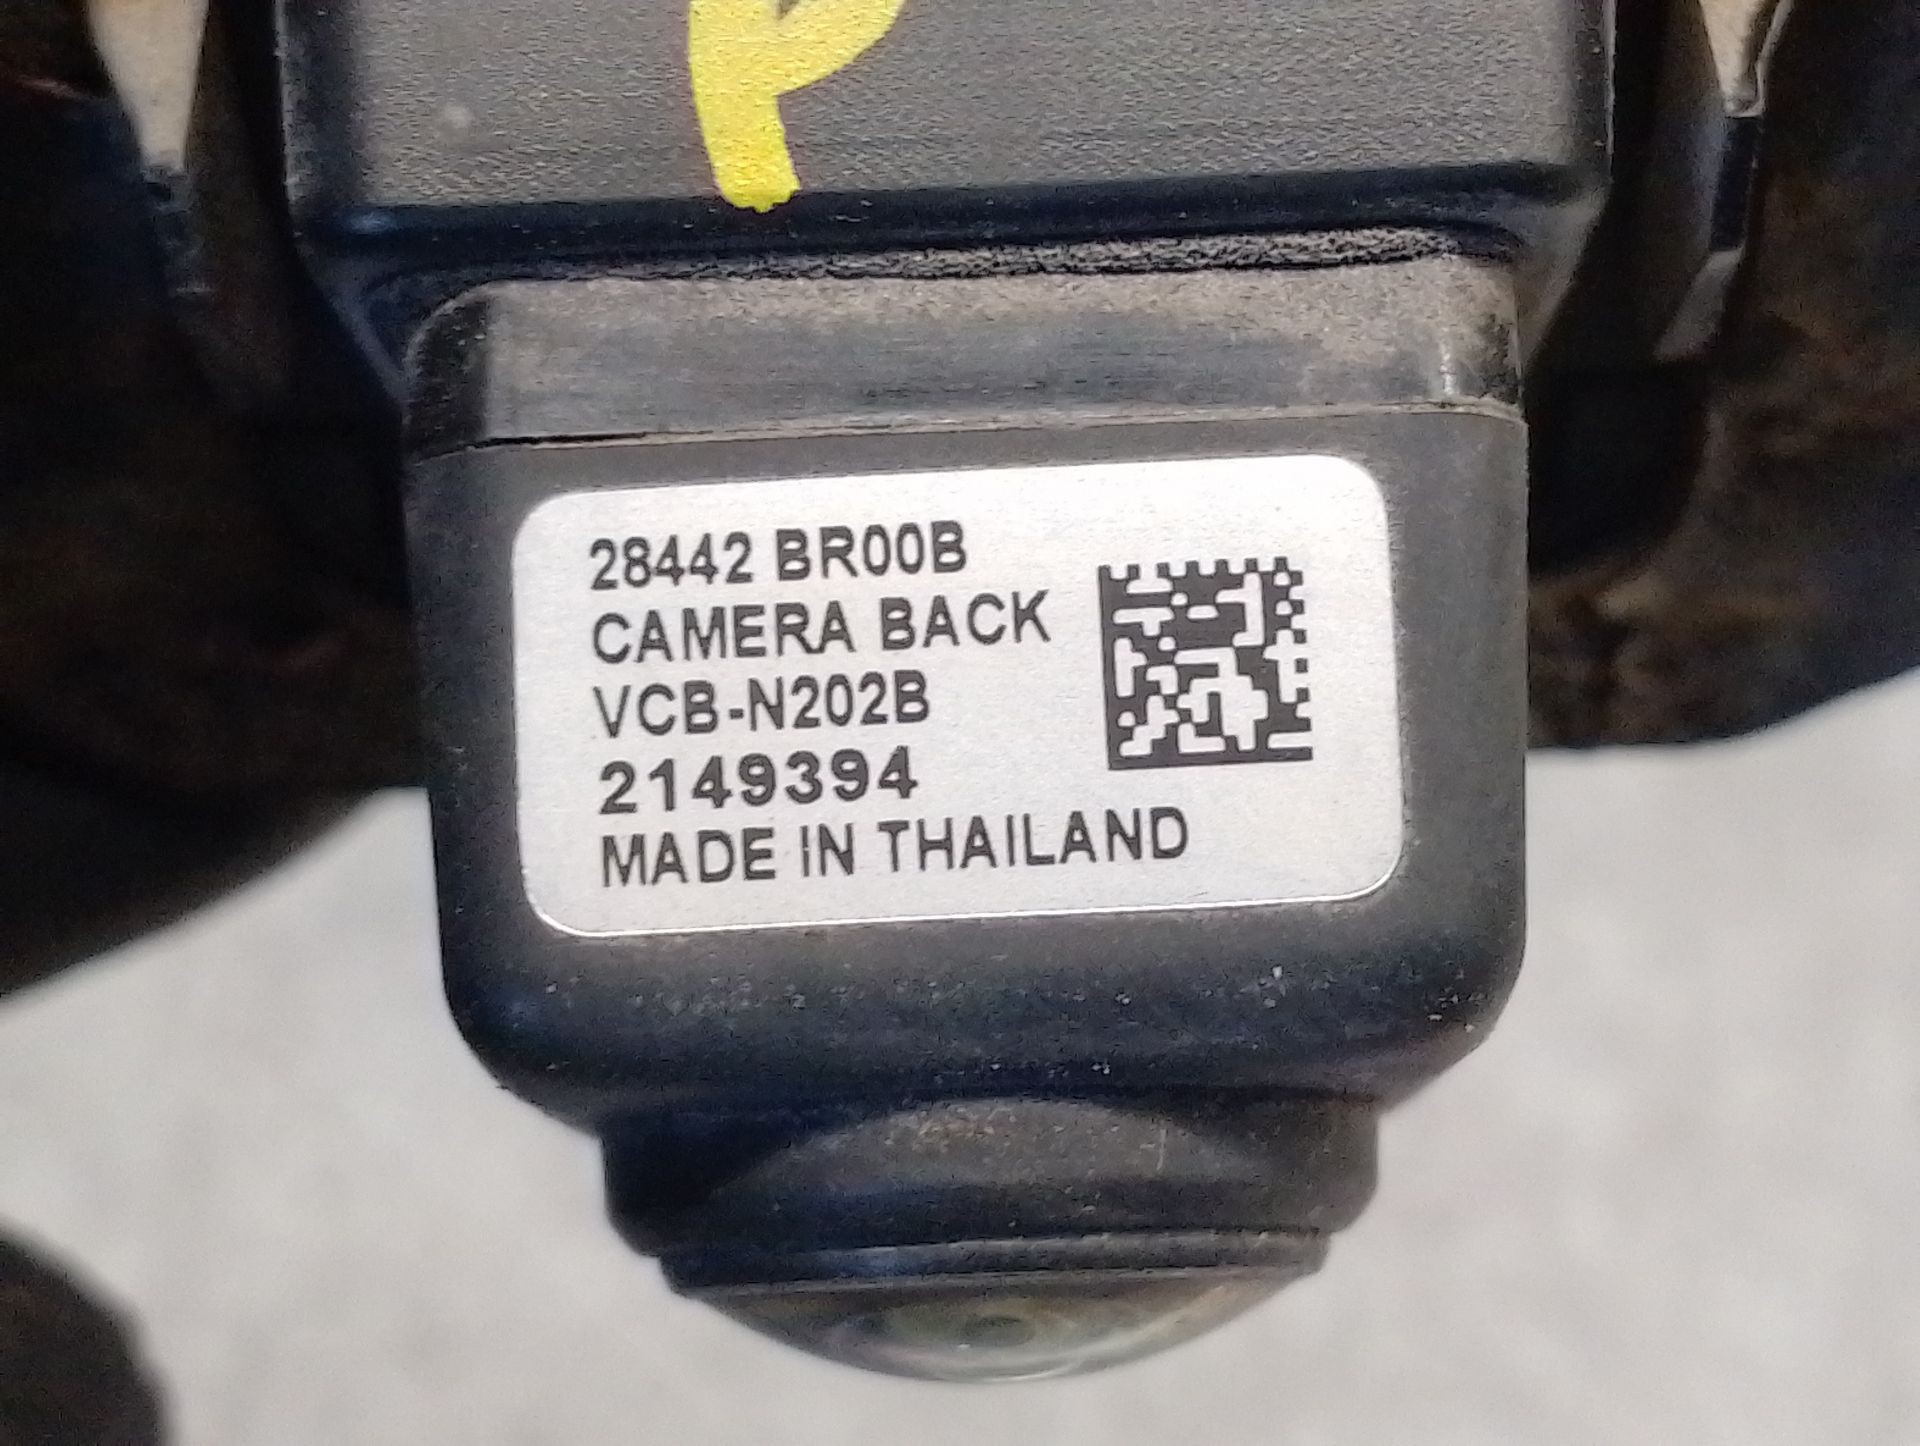 28442 BR00B
CAMERA BACK
VCB-N202B
2149394
MADE IN THAILAND